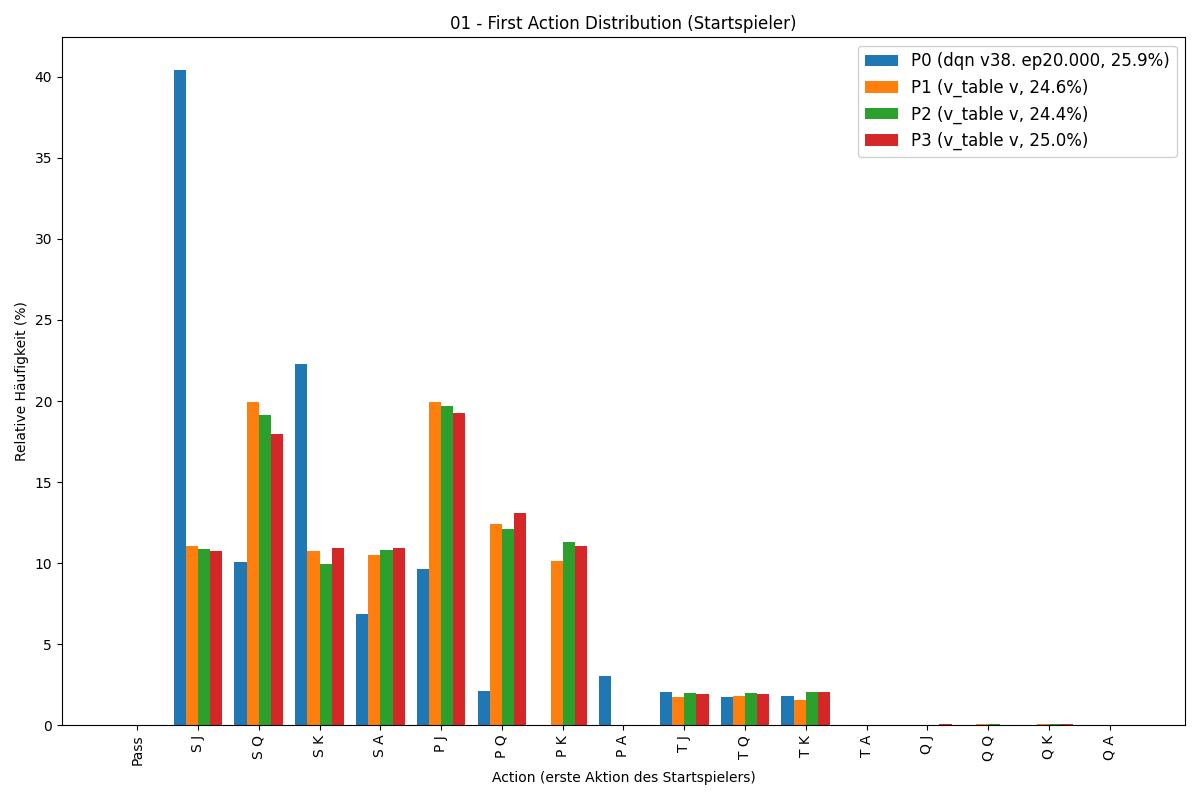 01 - First Action Distribution (Startspieler)
P0 (dqn v38. ep20.000, 25.9%)
P1 (v_table v, 24.6%)
P2 (v_table v, 24.4%)
P3 (v_table v, 25.0%)
Relative Häufigkeit (%)
40
35
30
25
20
15
10
5
0
Pass
S J
S Q
S K
S A
P J
P Q
P K
P A
T J
T Q
T K
T A
Q J
Q Q
Q K
Q A
Action (erste Aktion des Startspielers)